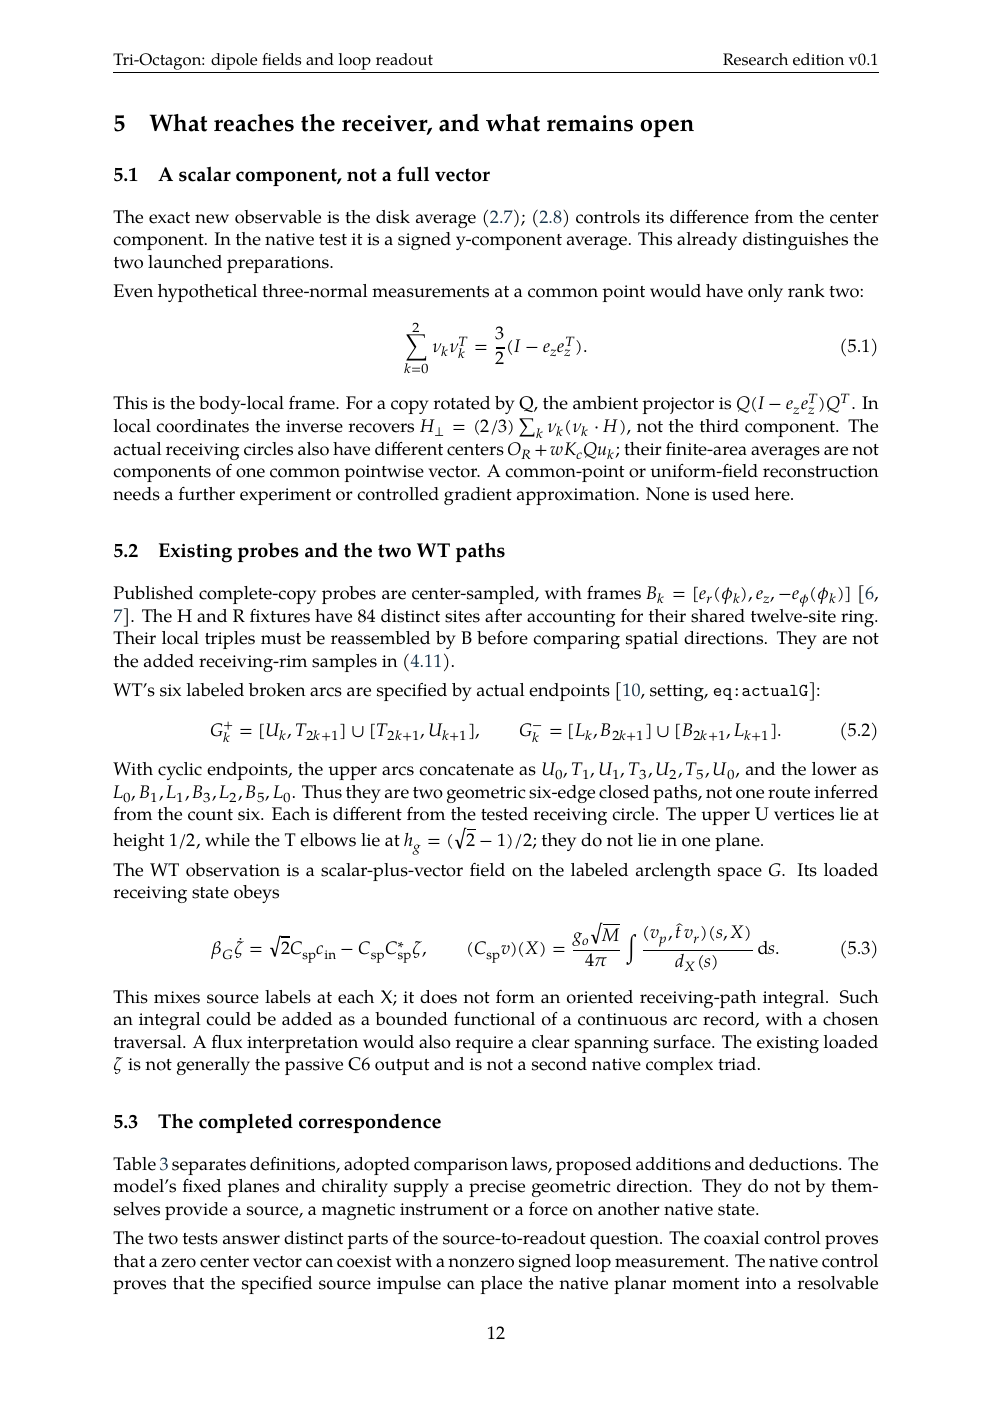 Tri-Octagon: dipole fields and loop readout    Research edition v0.1
5 What reaches the receiver, and what remains open
5.1 A scalar component, not a full vector
The exact new observable is the disk average (2.7); (2.8) controls its difference from the center
component. In the native test it is a signed y-component average. This already distinguishes the
two launched preparations.
Even hypothetical three-normal measurements at a common point would have only rank two:
\sum_{k=0}^{2} ν_k ν_k^T = \frac{3}{2}(I − e_z e_z^T). (5.1)
This is the body-local frame. For a copy rotated by Q, the ambient projector is Q(I − e_z e_z^T)Q^T. In
local coordinates the inverse recovers H_⊥ = (2/3) ∑_k ν_k(ν_k · H), not the third component. The
actual receiving circles also have different centers O_R + wK_cQu_k; their finite-area averages are not
components of one common pointwise vector. A common-point or uniform-field reconstruction
needs a further experiment or controlled gradient approximation. None is used here.
5.2 Existing probes and the two WT paths
Published complete-copy probes are center-sampled, with frames B_k = [e_r(ϕ_k), e_z, −e_ϕ(ϕ_k)] [6,
7]. The H and R fixtures have 84 distinct sites after accounting for their shared twelve-site ring.
Their local triples must be reassembled by B before comparing spatial directions. They are not
the added receiving-rim samples in (4.11).
WT’s six labeled broken arcs are specified by actual endpoints [10, setting, eq:actualG]:
G_k^+ = [U_k, T_{2k+1}] ∪ [T_{2k+1}, U_{k+1}],    G_k^− = [L_k, B_{2k+1}] ∪ [B_{2k+1}, L_{k+1}]. (5.2)
With cyclic endpoints, the upper arcs concatenate as U_0, T_1, U_1, T_3, U_2, T_5, U_0, and the lower as
L_0, B_1, L_1, B_3, L_2, B_5, L_0. Thus they are two geometric six-edge closed paths, not one route inferred
from the count six. Each is different from the tested receiving circle. The upper U vertices lie at
height 1/2, while the T elbows lie at h_g = (√2 − 1)/2; they do not lie in one plane.
The WT observation is a scalar-plus-vector field on the labeled arclength space G. Its loaded
receiving state obeys
β_G \dot{ζ} = √2 C_{sp} c_{in} − C_{sp} C_{sp}^* ζ,    (C_{sp} v)(X) = \frac{g_o √M}{4π} ∫ \frac{(v_p, \hat{t} v_r)(s, X)}{d_X(s)} ds. (5.3)
This mixes source labels at each X; it does not form an oriented receiving-path integral. Such
an integral could be added as a bounded functional of a continuous arc record, with a chosen
traversal. A flux interpretation would also require a clear spanning surface. The existing loaded
ζ is not generally the passive C6 output and is not a second native complex triad.
5.3 The completed correspondence
Table 3 separates definitions, adopted comparison laws, proposed additions and deductions. The
model’s fixed planes and chirality supply a precise geometric direction. They do not by them-
selves provide a source, a magnetic instrument or a force on another native state.
The two tests answer distinct parts of the source-to-readout question. The coaxial control proves
that a zero center vector can coexist with a nonzero signed loop measurement. The native control
proves that the specified source impulse can place the native planar moment into a resolvable
12